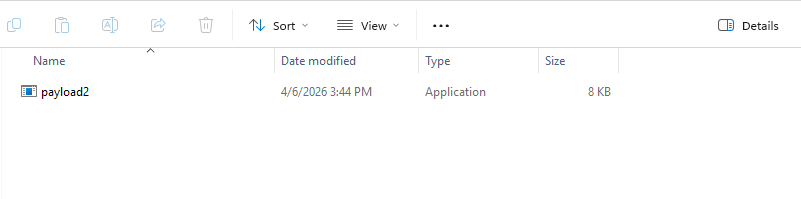 Sort View ... Details
Name Date modified Type Size
payload2 4/6/2026 3:44 PM Application 8 KB